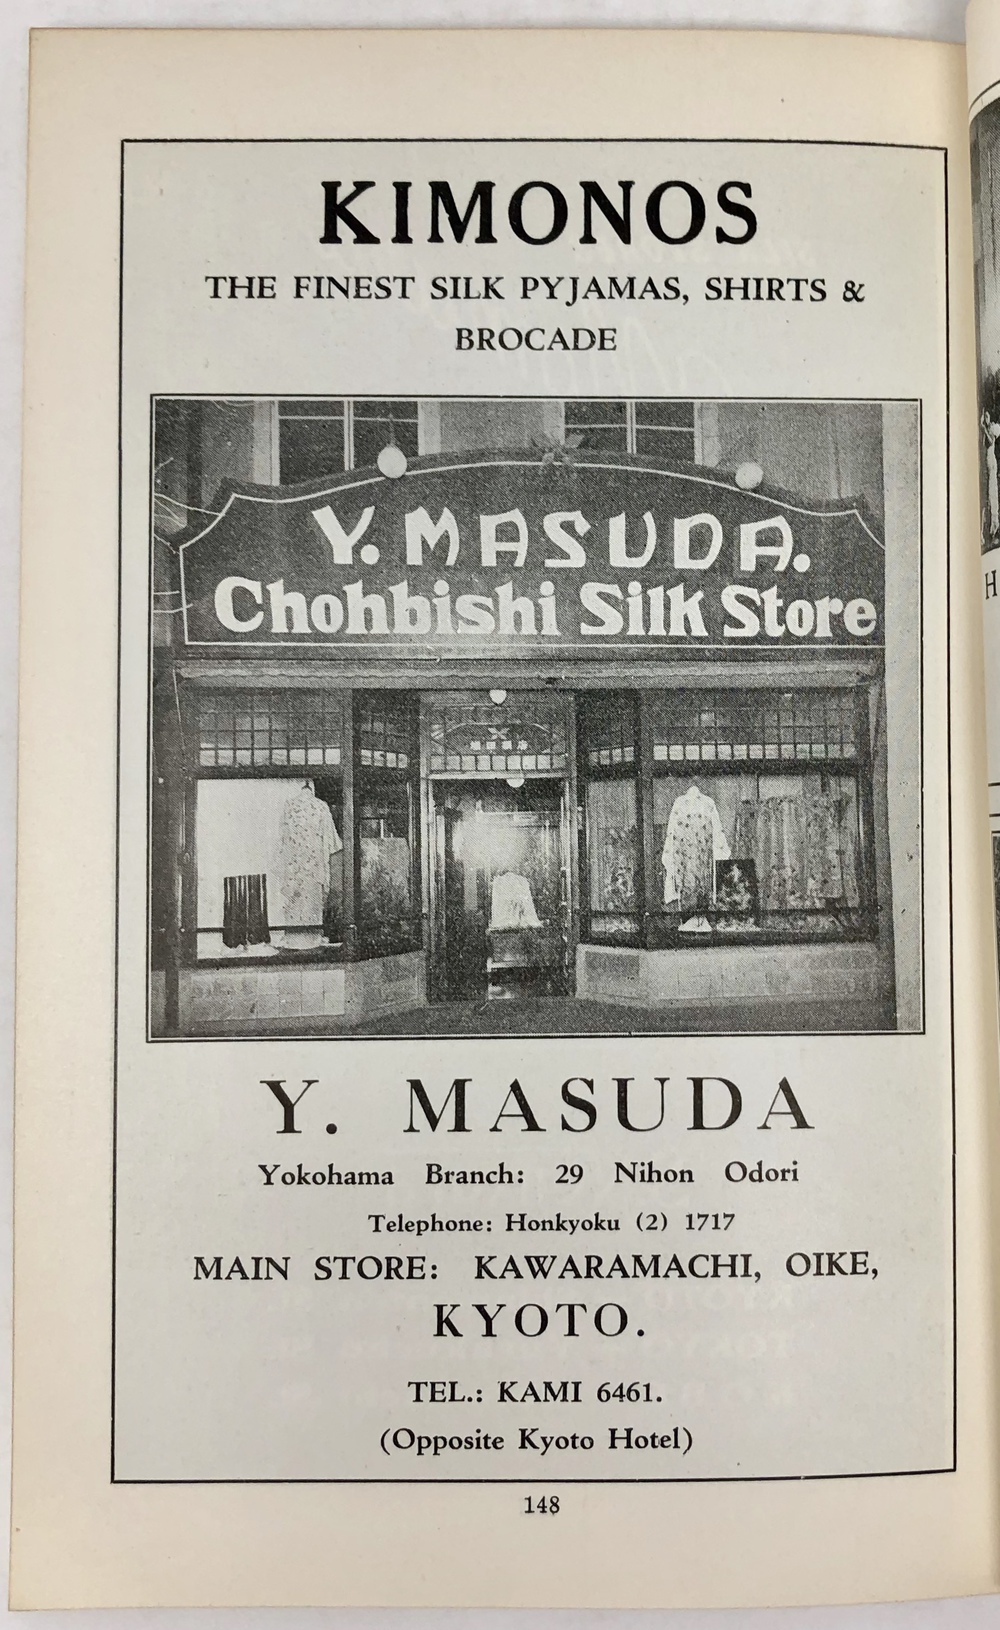 KIMONOS
THE FINEST SILK PYJAMAS, SHIRTS &
BROCADE
Y. MASUDA.
Chohbishi Silk Store
Y. MASUDA
Yokohama Branch: 29 Nihon Odori
Telephone: Honkyoku (2) 1717
MAIN STORE: KAWARAMACHI, OIKE,
KYOTO.
TEL.: KAMI 6461.
(Opposite Kyoto Hotel)
148
H